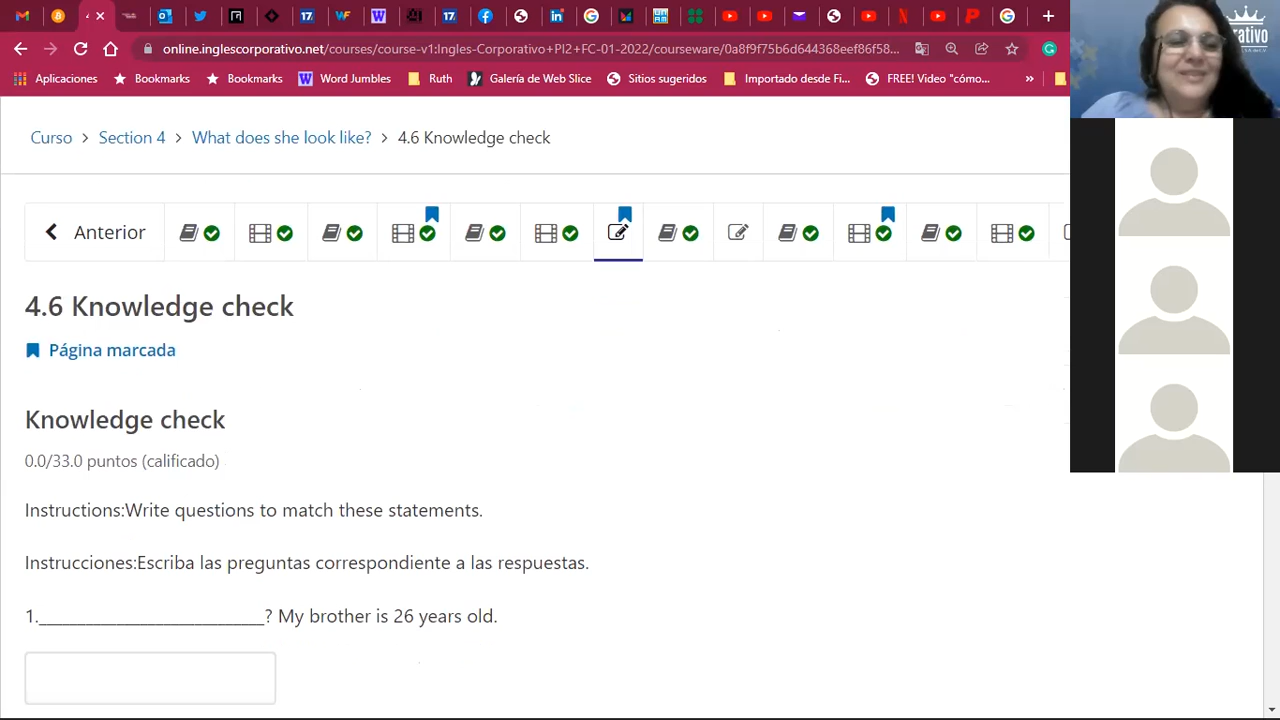 online.inglescorporativo.net/courses/course-v1:Ingles-Corporativo+PI2+FC-01-2022/courseware/0a8f9f75b6d644368eef86f58...
Aplicaciones Bookmarks Bookmarks Word Jumbles Ruth Galería de Web Slice Sitios sugeridos Importado desde Fi... FREE! Video "cómo... »
Curso > Section 4 > What does she look like? > 4.6 Knowledge check
Anterior
4.6 Knowledge check
Página marcada
Knowledge check
0.0/33.0 puntos (calificado)
Instructions:Write questions to match these statements.
Instrucciones:Escriba las preguntas correspondiente a las respuestas.
1.__________________________? My brother is 26 years old.